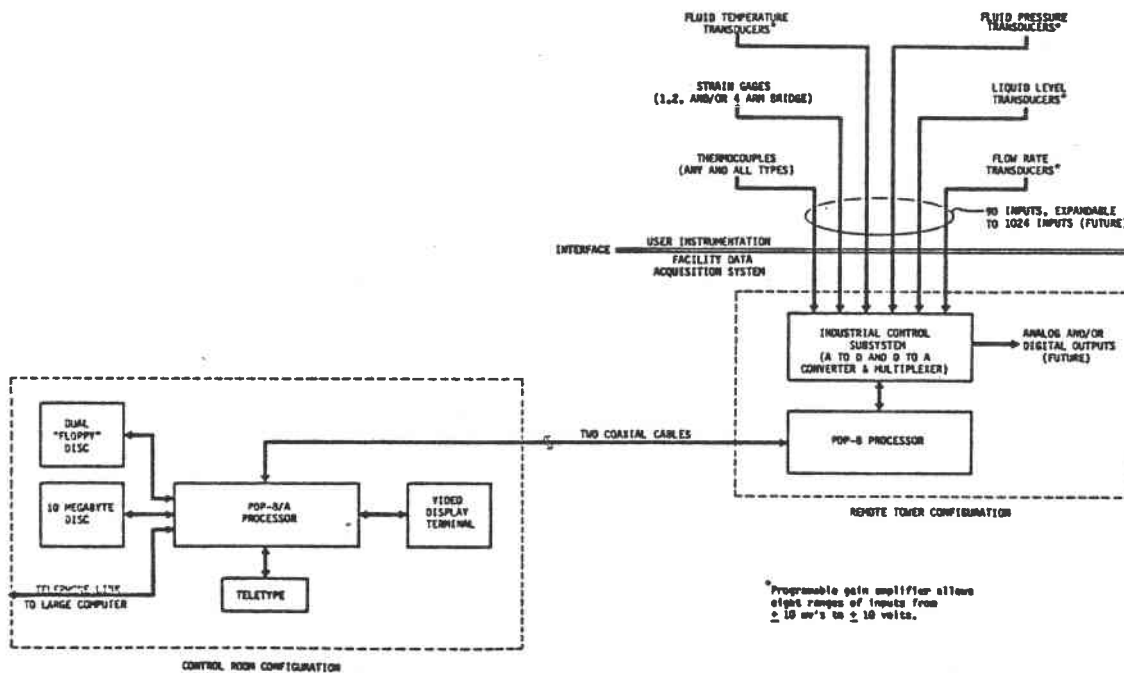 FLUID TEMPERATURE
TRANSDUCERS*
FLUID PRESSURE
TRANSDUCERS*
STRAIN GAGES
(1,2, AND/OR 4 ARM BRIDGE)
LIQUID LEVEL
TRANSDUCERS*
THERMOCOUPLES
(ANY AND ALL TYPES)
FLOW RATE
TRANSDUCERS*
90 INPUTS, EXPANDABLE
TO 1024 INPUTS (FUTURE)
INTERFACE
USER INSTRUMENTATION
FACILITY DATA
ACQUISITION SYSTEM
INDUSTRIAL CONTROL
SUBSYSTEM
(A TO D AND D TO A
CONVERTER & MULTIPLEXER)
ANALOG AND/OR
DIGITAL OUTPUTS
(FUTURE)
PDP-8 PROCESSOR
REMOTE TOWER CONFIGURATION
TWO COAXIAL CABLES
DUAL
"FLOPPY"
DISC
10 MEGABYTE
DISC
PDP-8/A
PROCESSOR
VIDEO
DISPLAY
TERMINAL
TELETYPE
TELEPHONE LINE
TO LARGE COMPUTER
CONTROL ROOM CONFIGURATION
*Programable gain amplifier allows
eight ranges of inputs from
± 10 mv's to ± 10 volts.